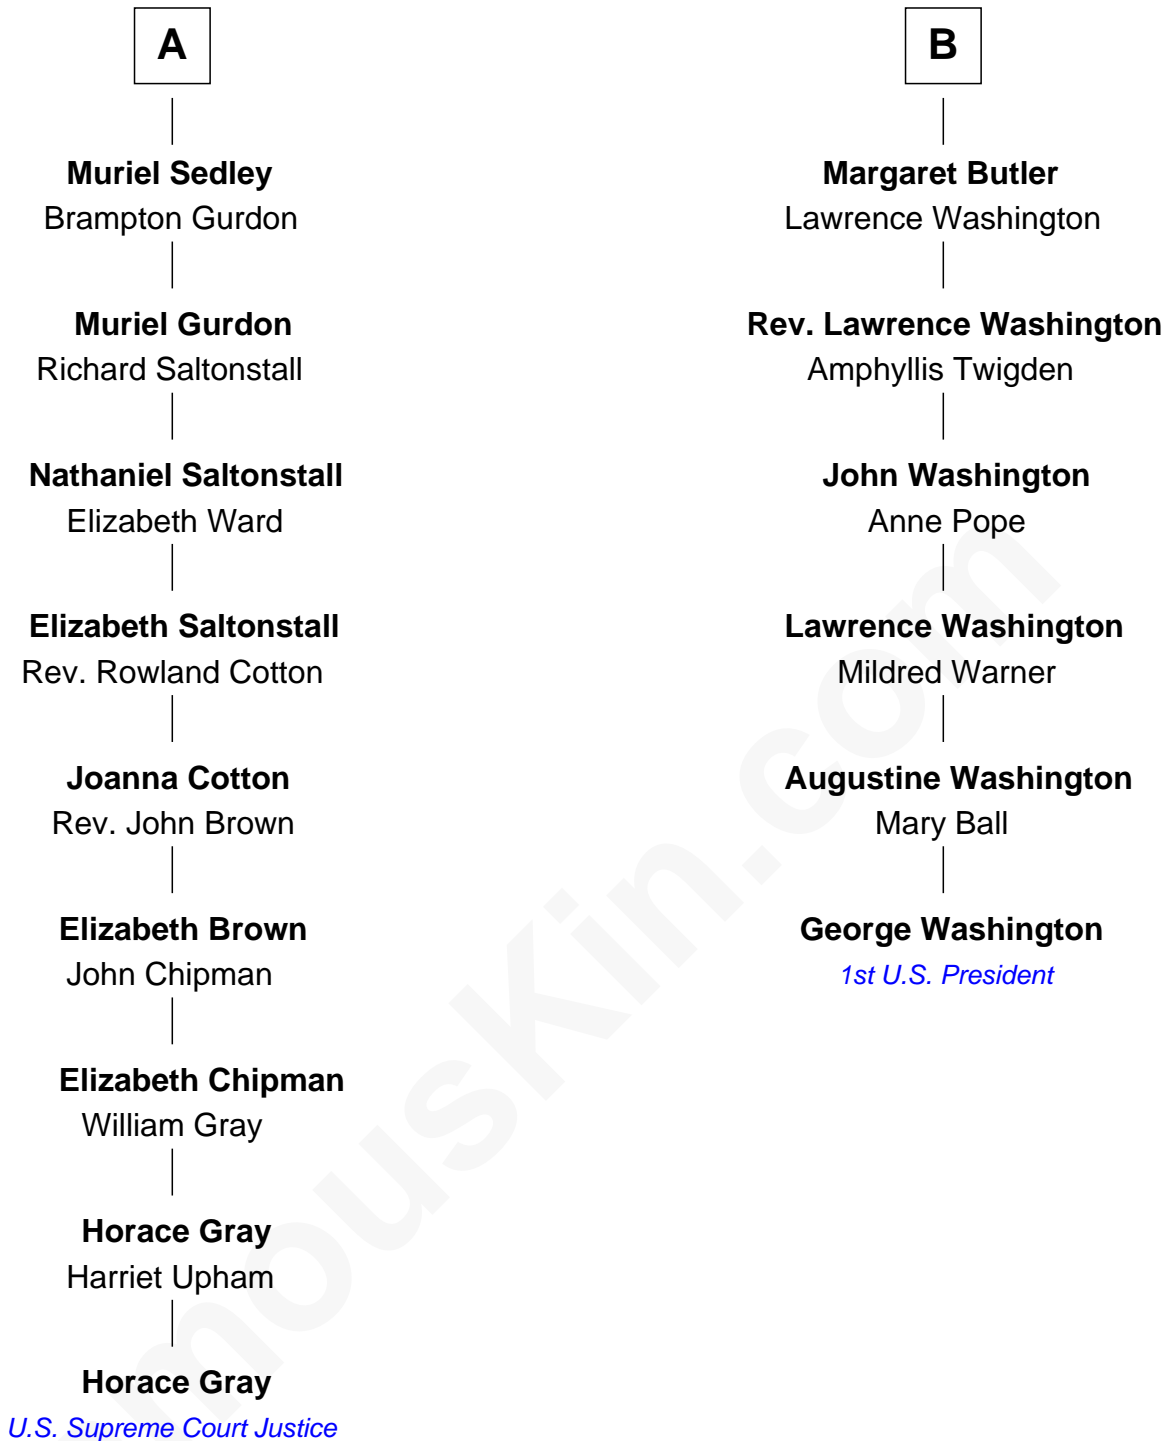 A
Muriel Sedley
Brampton Gurdon
Muriel Gurdon
Richard Saltonstall
Nathaniel Saltonstall
Elizabeth Ward
Elizabeth Saltonstall
Rev. Rowland Cotton
Joanna Cotton
Rev. John Brown
Elizabeth Brown
John Chipman
Elizabeth Chipman
William Gray
Horace Gray
Harriet Upham
Horace Gray
U.S. Supreme Court Justice
B
Margaret Butler
Lawrence Washington
Rev. Lawrence Washington
Amphyllis Twigden
John Washington
Anne Pope
Lawrence Washington
Mildred Warner
Augustine Washington
Mary Ball
George Washington
1st U.S. President
mousKin.com